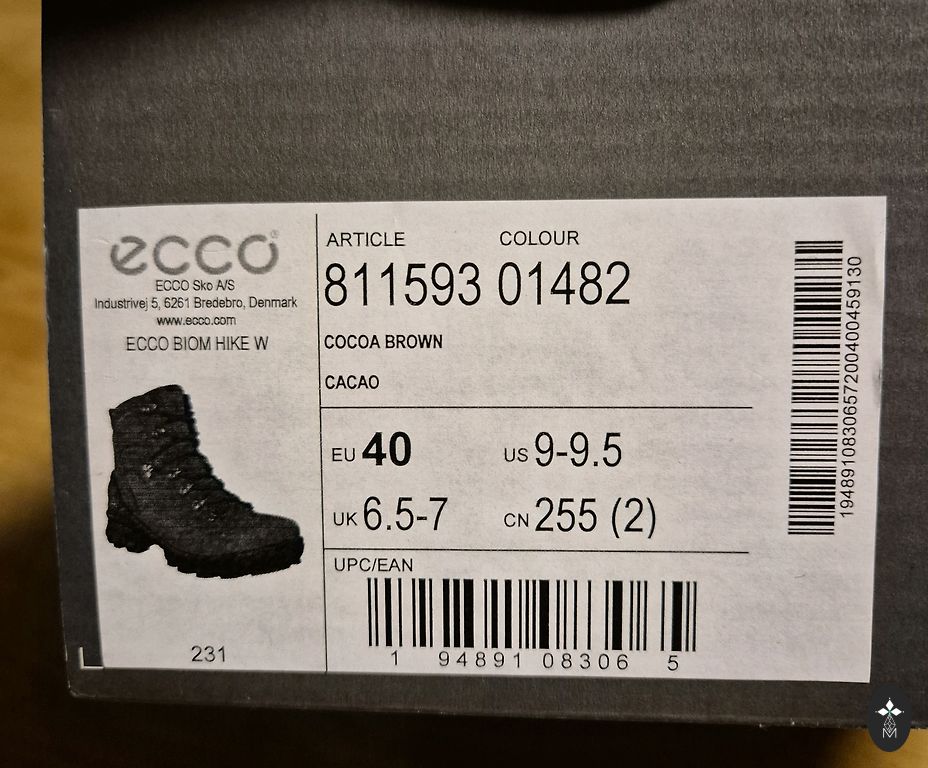 ecco®
ECCO Sko A/S
Industrivej 5, 6261 Bredebro, Denmark
www.ecco.com
ECCO BIOM HIKE W
231
ARTICLE COLOUR
811593 01482
COCOA BROWN
CACAO
EU 40 US 9-9.5
UK 6.5-7 CN 255 (2)
UPC/EAN
1 94891 08306 5
1948910830657200400459130
M